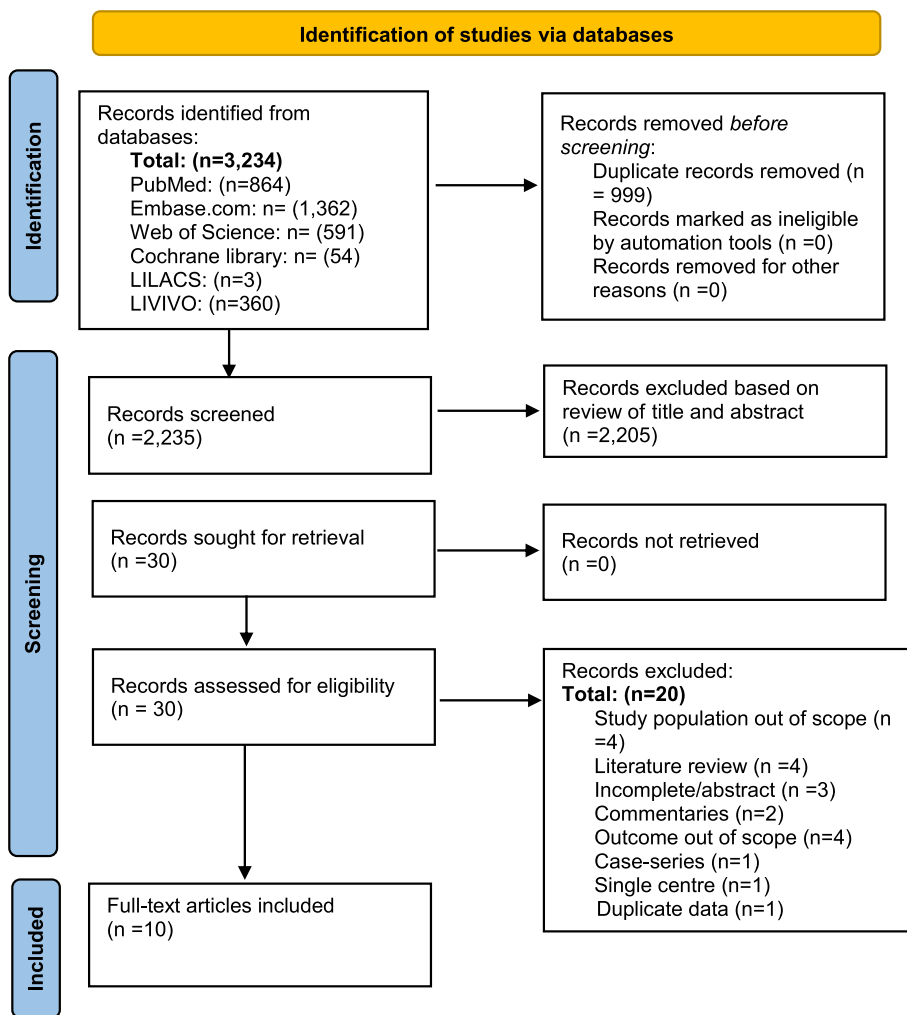 Identification of studies via databases
Identification
Records identified from
databases:
Total: (n=3,234)
PubMed: (n=864)
Embase.com: n= (1,362)
Web of Science: n= (591)
Cochrane library: n= (54)
LILACS: (n=3)
LIVIVO: (n=360)
Records removed before
screening:
Duplicate records removed (n
= 999)
Records marked as ineligible
by automation tools (n =0)
Records removed for other
reasons (n =0)
Screening
Records screened
(n =2,235)
Records excluded based on
review of title and abstract
(n =2,205)
Records sought for retrieval
(n =30)
Records not retrieved
(n =0)
Records assessed for eligibility
(n = 30)
Records excluded:
Total: (n=20)
Study population out of scope (n
=4)
Literature review (n =4)
Incomplete/abstract (n =3)
Commentaries (n=2)
Outcome out of scope (n=4)
Case-series (n=1)
Single centre (n=1)
Duplicate data (n=1)
Included
Full-text articles included
(n =10)